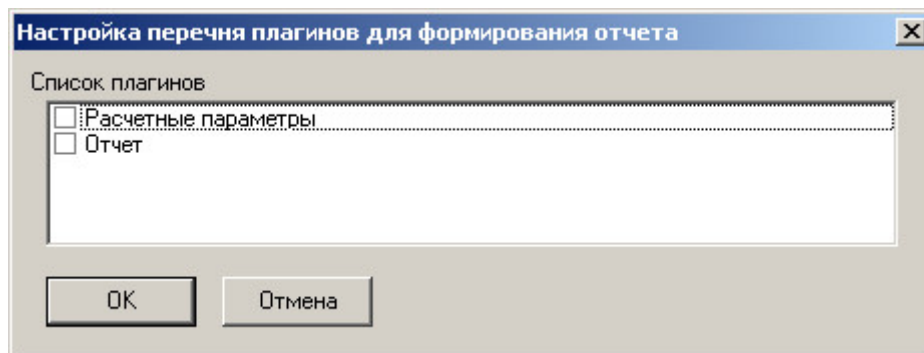 Настройка перечня плагинов для формирования отчета
Список плагинов
Расчетные параметры
Отчет
OK
Отмена